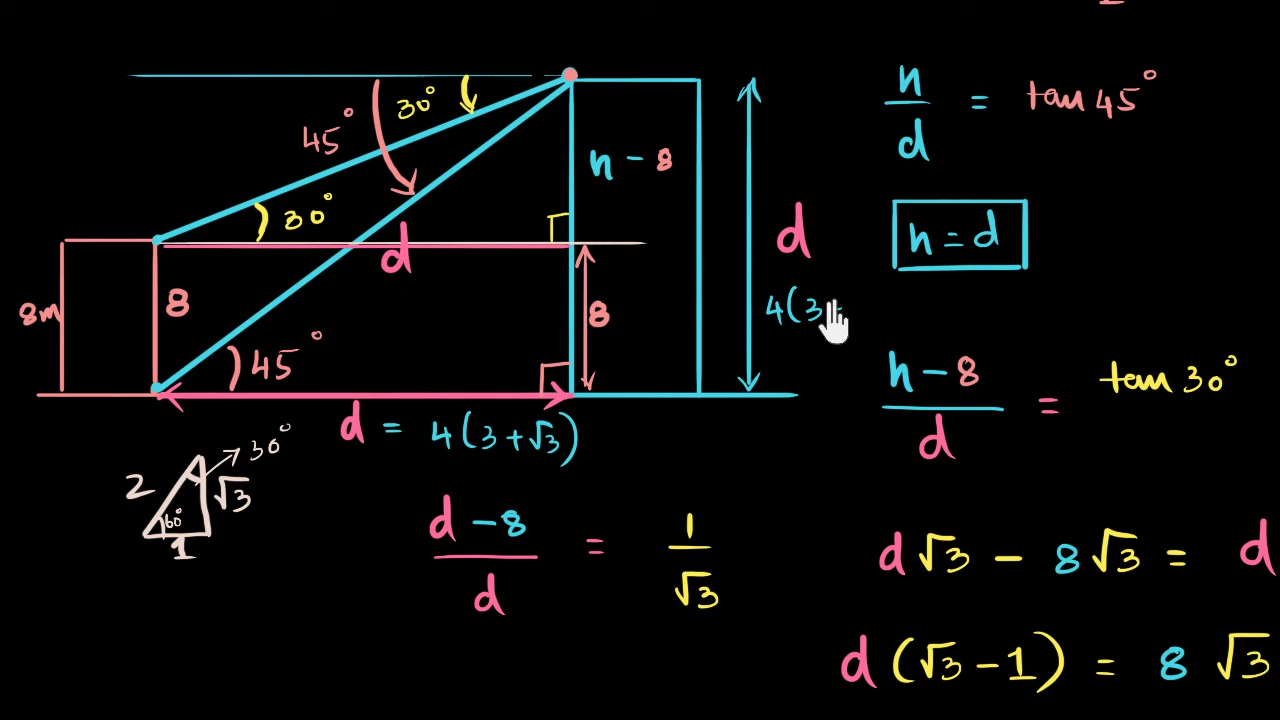 h/d = tan 45°
30°
45°
h - 8
30°
d
d
h = d
8
8m
8
4(3
45°
h - 8/d = tan 30°
d = 4(3+√3)
30°
2
√3
60°
1
d - 8/d = 1/√3
d√3 - 8√3 = d
d(√3 - 1) = 8 √3